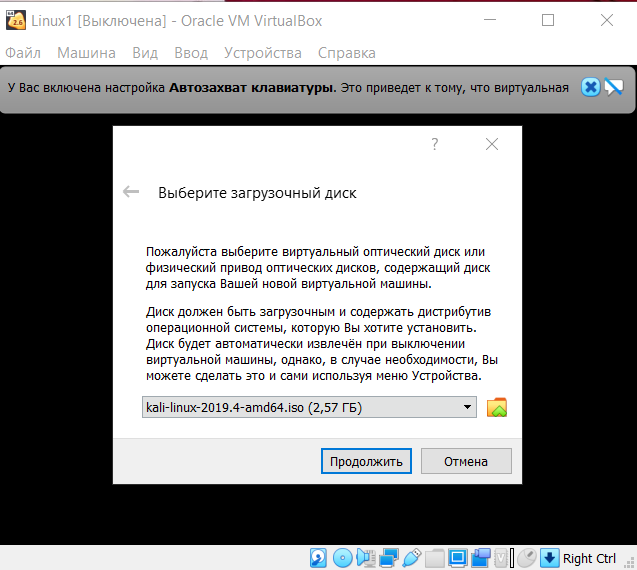 Linux1 [Выключена] - Oracle VM VirtualBox
Файл Машина Вид Ввод Устройства Справка
У Вас включена настройка Автозахват клавиатуры. Это приведет к тому, что виртуальная
?
Выберите загрузочный диск
Пожалуйста выберите виртуальный оптический диск или
физический привод оптических дисков, содержащий диск
для запуска Вашей новой виртуальной машины.
Диск должен быть загрузочным и содержать дистрибутив
операционной системы, которую Вы хотите установить.
Диск будет автоматически извлечён при выключении
виртуальной машины, однако, в случае необходимости, Вы
можете сделать это и сами используя меню Устройства.
kali-linux-2019.4-amd64.iso (2,57 ГБ)
Продолжить Отмена
Right Ctrl